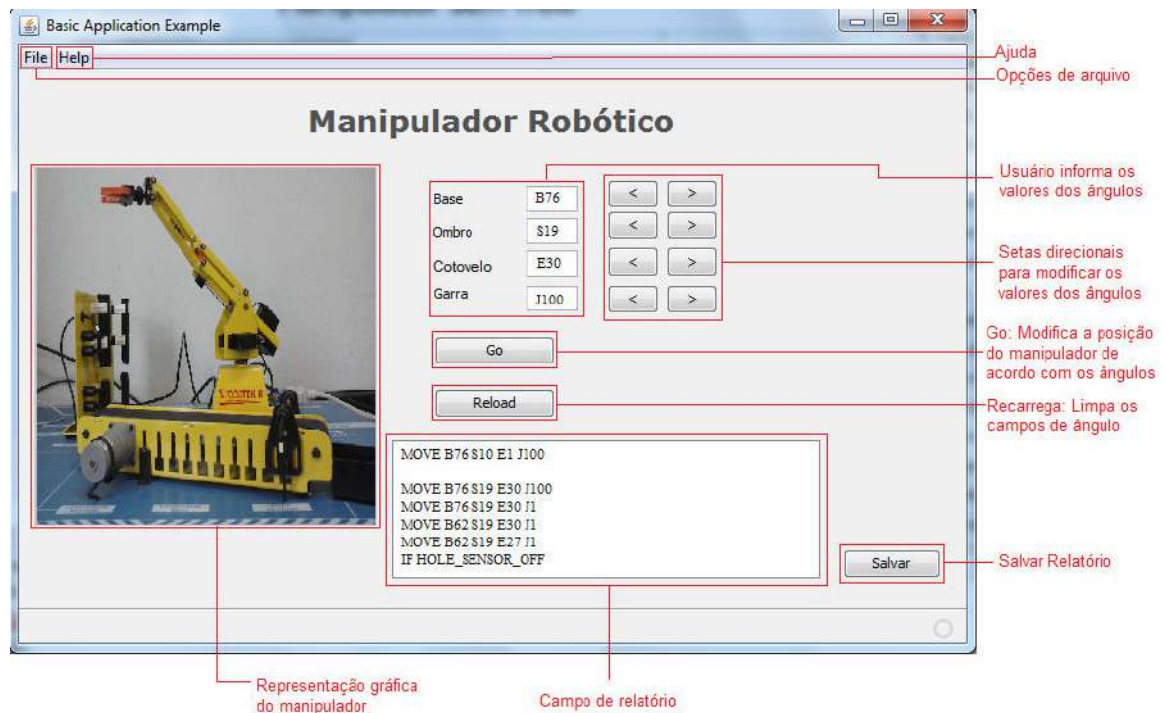 Basic Application Example
File Help
Ajuda
Opções de arquivo
Manipulador Robótico
Usuário informa os
valores dos ângulos
Base B76 < >
Ombro S19 < >
Cotovelo E30 < >
Garra J100 < >
Setas direcionais
para modificar os
valores dos ângulos
Go
Go: Modifica a posição
do manipulador de
acordo com os ângulos
Reload
Recarrega: Limpa os
campos de ângulo
MOVE B76 S10 E1 J100
MOVE B76 S19 E30 J100
MOVE B76 S19 E30 J1
MOVE B62 S19 E30 J1
MOVE B62 S19 E27 J1
IF HOLE_SENSOR_OFF
Salvar
Salvar Relatório
Representação gráfica
do manipulador
Campo de relatório